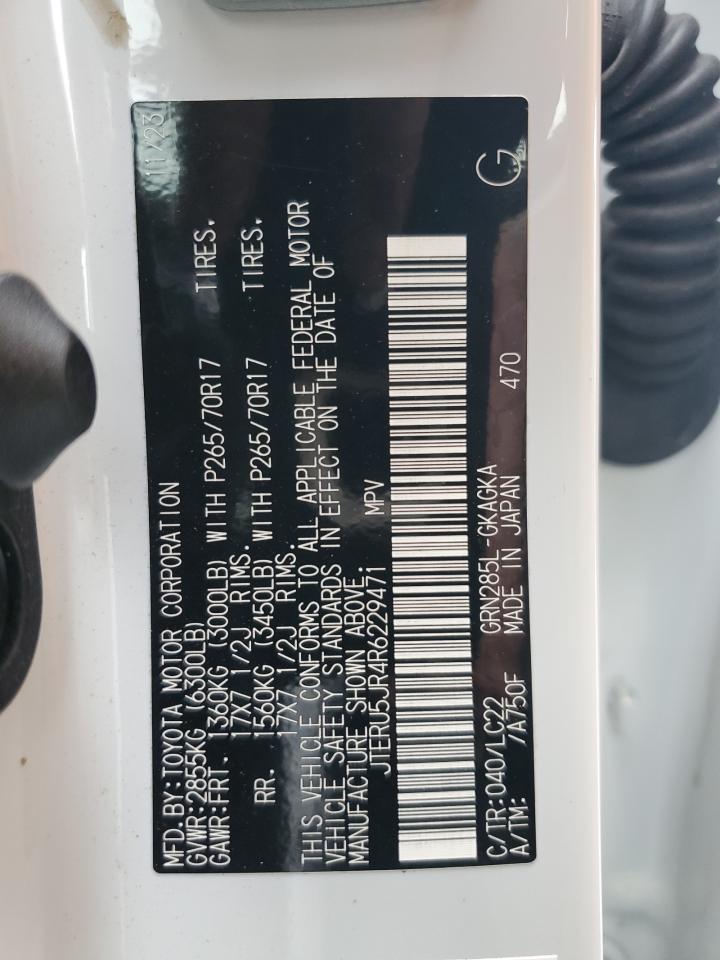 MFD.BY:TOYOTA MOTOR CORPORATION 11/23
GVWR:2855KG (6300LB)
GAWR:FRT. 1360KG (3000LB) WITH P265/70R17 TIRES.
17X7 1/2J RIMS.
RR. 1560KG (3450LB) WITH P265/70R17 TIRES.
17X7 1/2J RIMS.
THIS VEHICLE CONFORMS TO ALL APPLICABLE FEDERAL MOTOR
VEHICLE SAFETY STANDARDS IN EFFECT ON THE DATE OF
MANUFACTURE SHOWN ABOVE.
JTERU5JR4R6229471 MPV
C/TR:040/LC22 GRN285L-GKAGKA
A/TM: /A750F MADE IN JAPAN 470
G